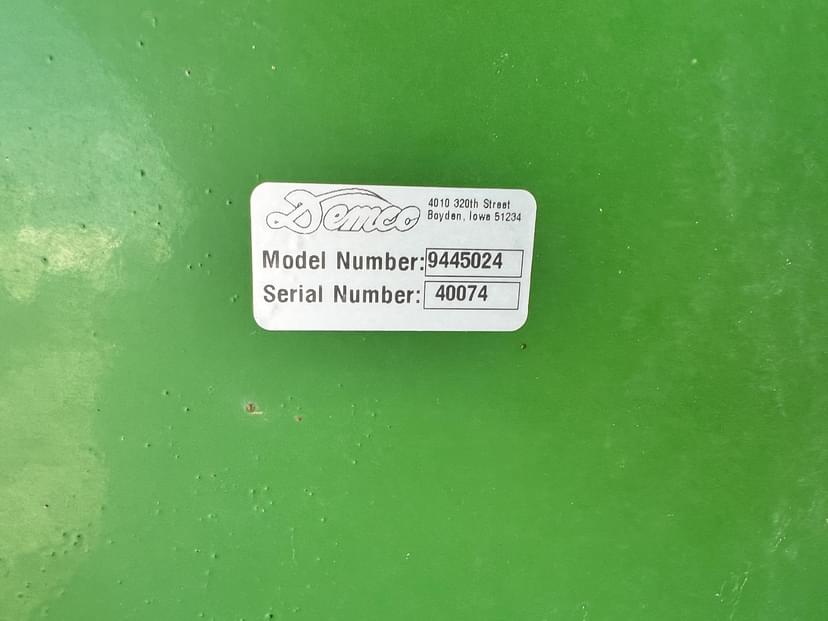 Demco
4010 320th Street
Boyden, Iowa 51234
Model Number: 9445024
Serial Number: 40074